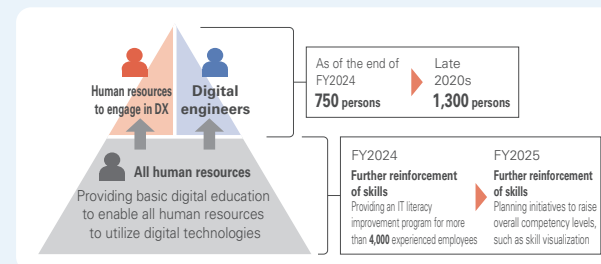 Human resources
to engage in DX
Digital
engineers
As of the end of
FY2024
750 persons
Late
2020s
1,300 persons
All human resources
Providing basic digital education
to enable all human resources
to utilize digital technologies
FY2024
Further reinforcement
of skills
Providing an IT literacy
improvement program for more
than 4,000 experienced employees
FY2025
Further reinforcement
of skills
Planning initiatives to raise
overall competency levels,
such as skill visualization